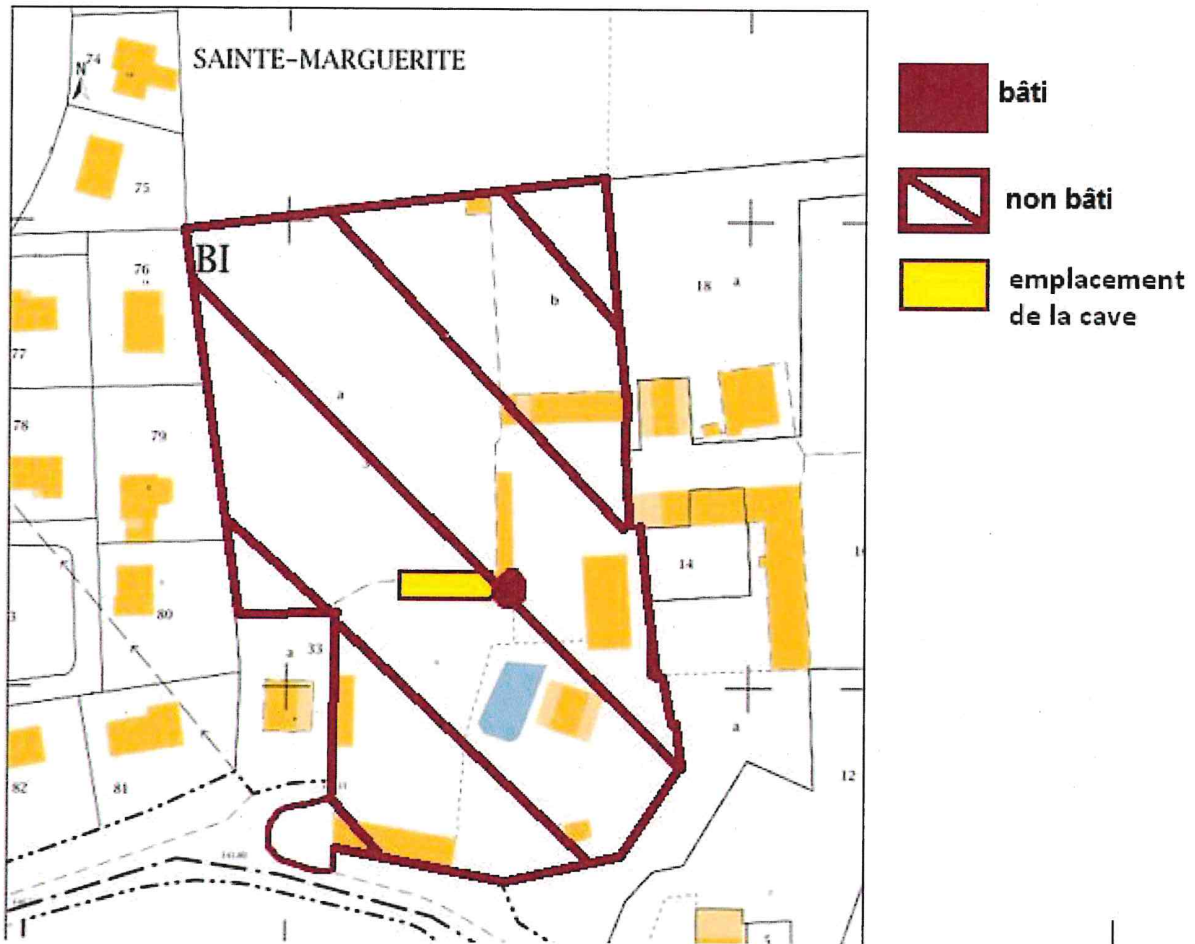 SAINTE-MARGUERITE
74
N
75
BI
76
77
78
79
80
81
82
33
a
a
b
18 a
14
a
12
5
bâti
non bâti
emplacement
de la cave